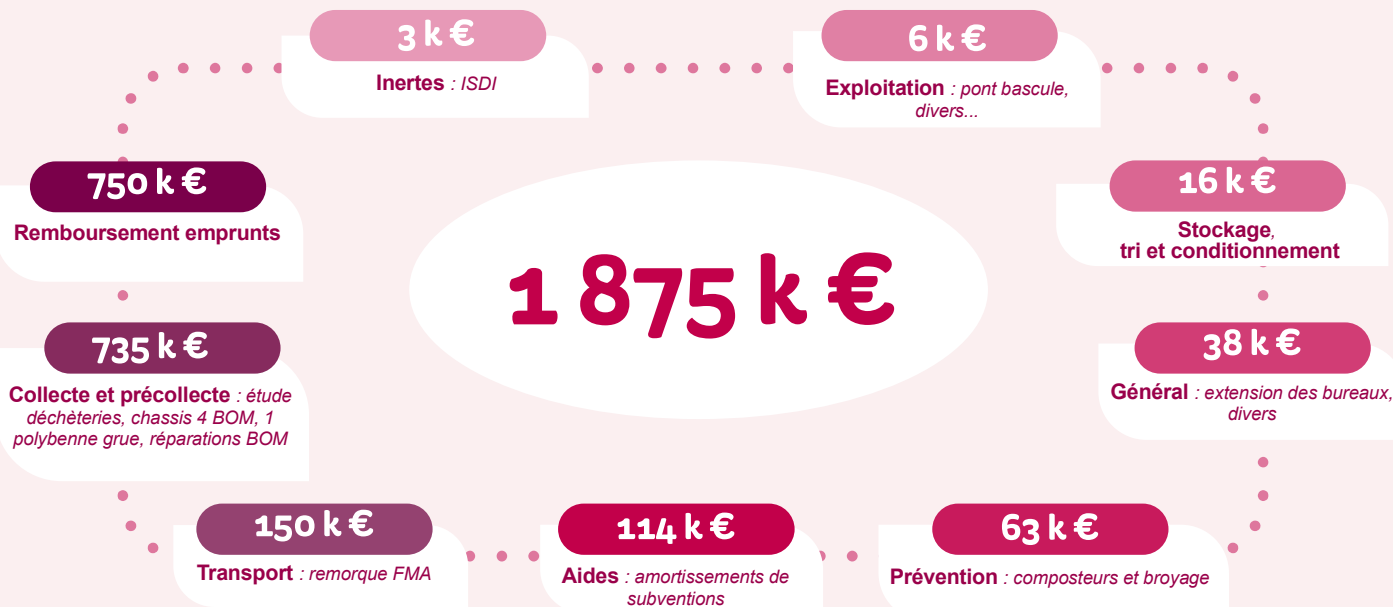 3 k €
Inertes : ISDI
6 k €
Exploitation : pont bascule,
divers...
750 k €
Remboursement emprunts
16 k €
Stockage,
tri et conditionnement
1 875 k €
735 k €
Collecte et précollecte : étude
déchèteries, chassis 4 BOM, 1
polybenne grue, réparations BOM
38 k €
Général : extension des bureaux,
divers
150 k €
Transport : remorque FMA
114 k €
Aides : amortissements de
subventions
63 k €
Prévention : composteurs et broyage